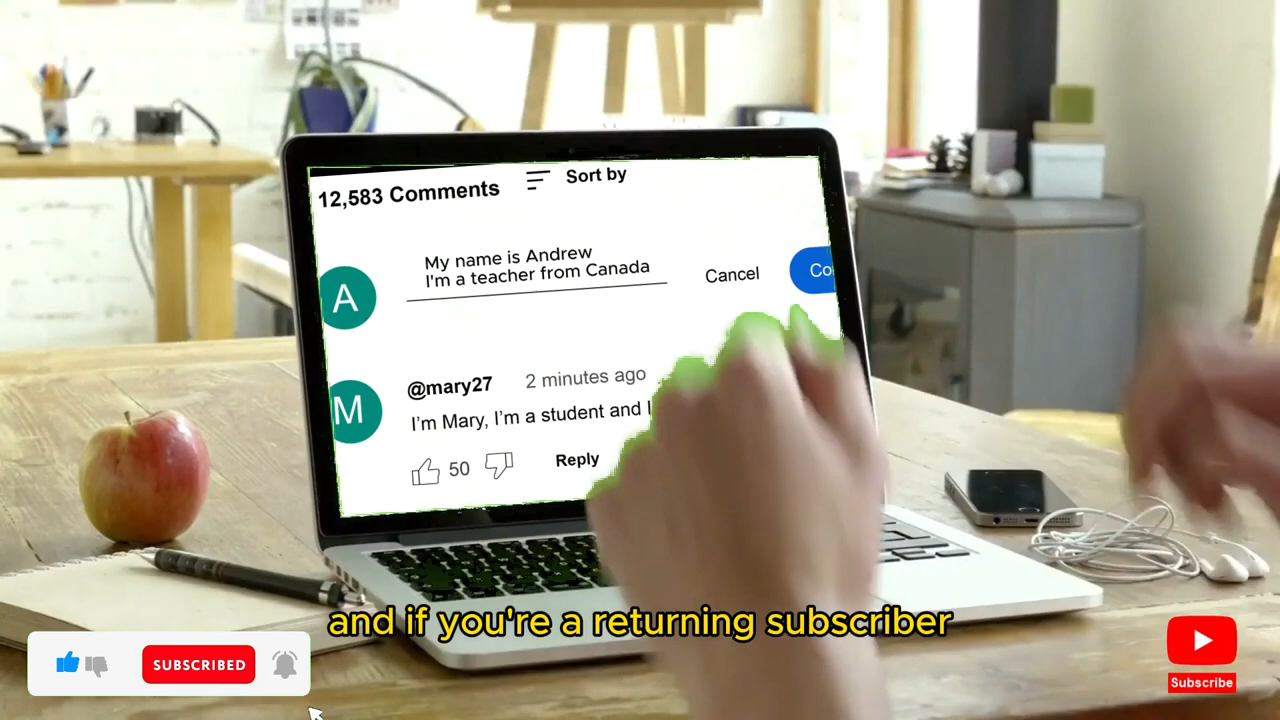 12,583 Comments
Sort by
My name is Andrew
I'm a teacher from Canada
A
Cancel
@mary27
2 minutes ago
M
I'm Mary, I'm a student and
50
Reply
and if you're a returning subscriber
SUBSCRIBED
Subscribe